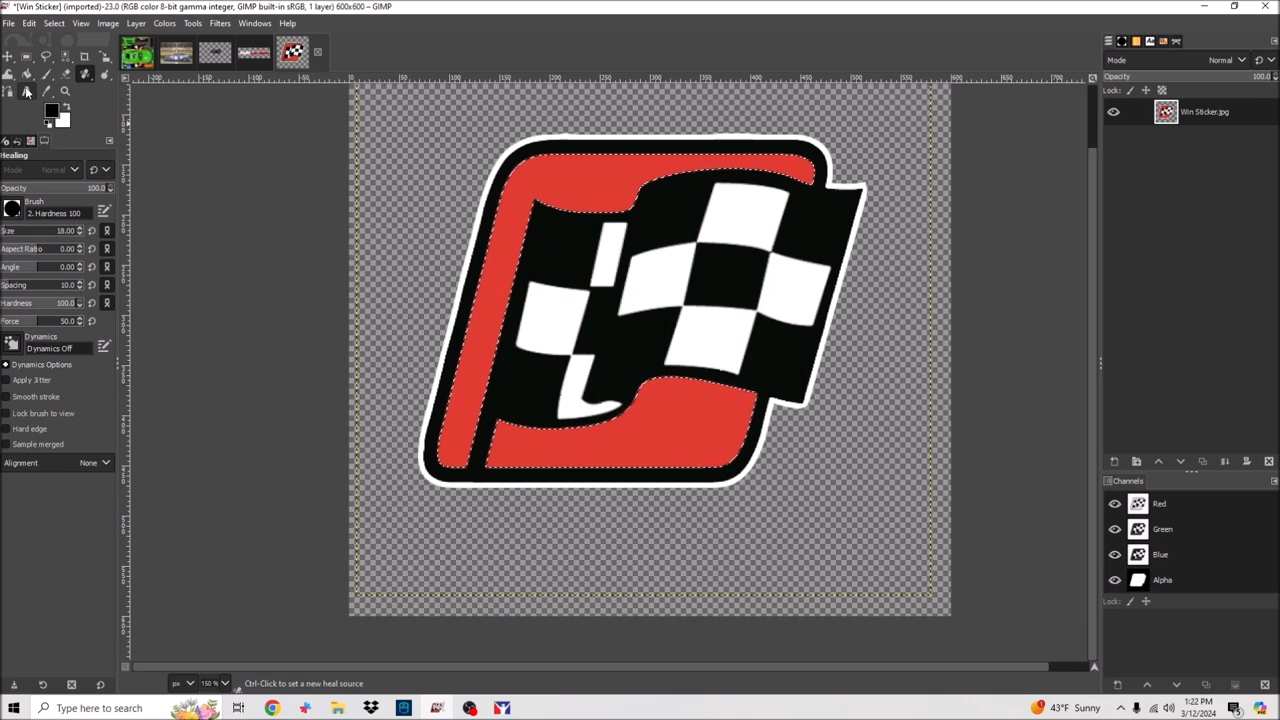 *[Win Sticker] (imported)-23.0 (RGB color 8-bit gamma integer, GIMP built-in sRGB, 1 layer) 600x600 – GIMP
File Edit Select View Image Layer Colors Tools Filters Windows Help
Healing
Mode Normal
Opacity 100.0
Brush
2. Hardness 100
Size 18.00
Aspect Ratio 0.00
Angle 0.00
Spacing 10.0
Hardness 100.0
Force 50.0
Dynamics
Dynamics Off
Dynamics Options
Apply Jitter
Smooth stroke
Lock brush to view
Hard edge
Sample merged
Alignment None
Mode Normal
Opacity 100.0
Lock:
Win Sticker.jpg
Channels
Red
Green
Blue
Alpha
Lock:
px 150 % Ctrl-Click to set a new heal source
Type here to search
43°F Sunny
1:22 PM
3/12/2024